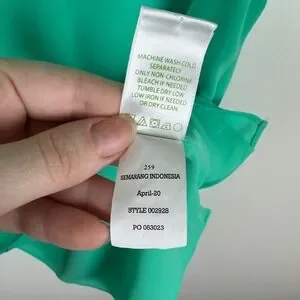 MACHINE WASH COLD
SEPARATELY
ONLY NON-CHLORINE
BLEACH IF NEEDED
TUMBLE DRY LOW
LOW IRON IF NEEDED
OR DRY CLEAN
259
SEMARANG INDONESIA
April-20
STYLE 002928
PO 053023